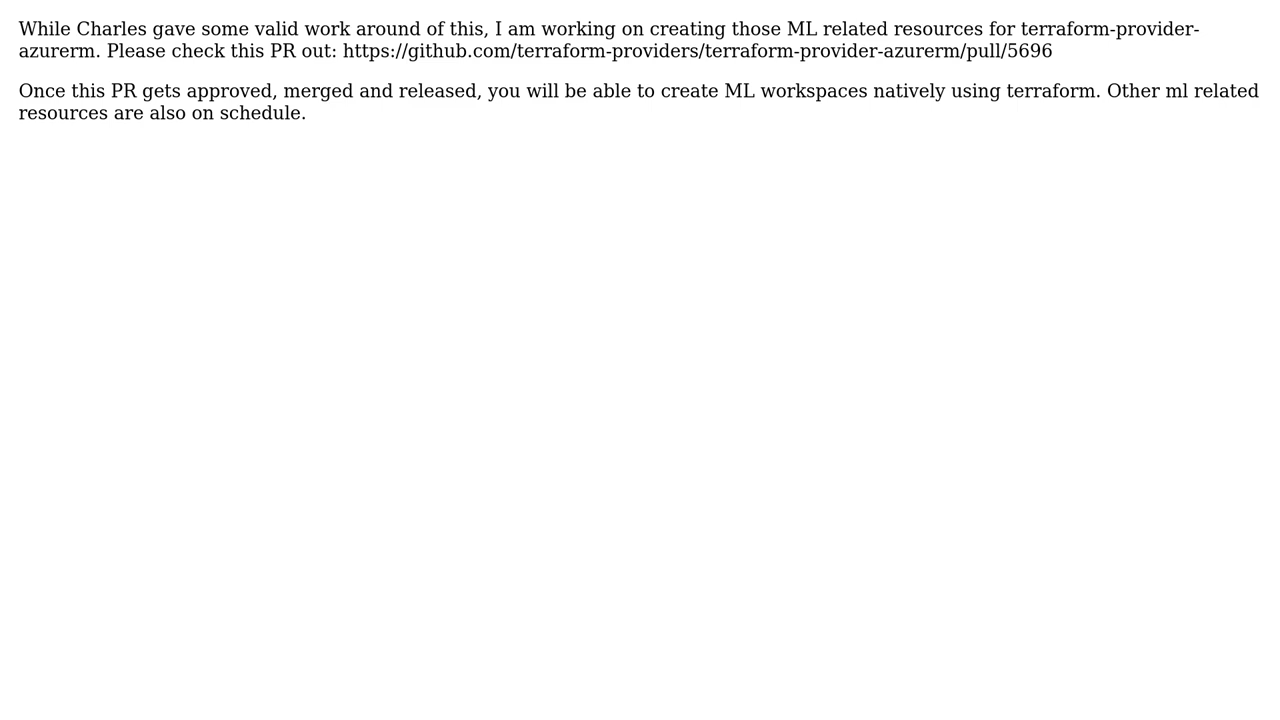 While Charles gave some valid work around of this, I am working on creating those ML related resources for terraform-provider-
azurerm. Please check this PR out: https://github.com/terraform-providers/terraform-provider-azurerm/pull/5696
Once this PR gets approved, merged and released, you will be able to create ML workspaces natively using terraform. Other ml related
resources are also on schedule.